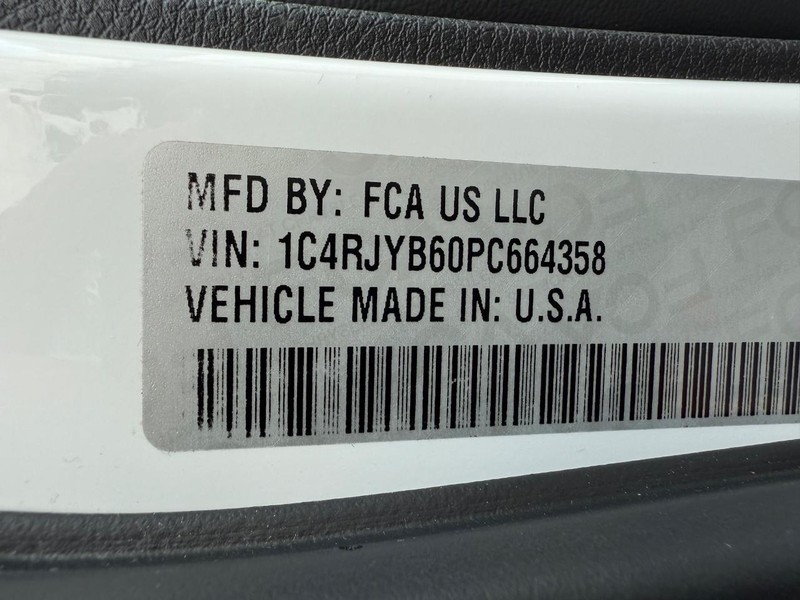 MFD BY: FCA US LLC
VIN: 1C4RJYB60PC664358
VEHICLE MADE IN: U.S.A.